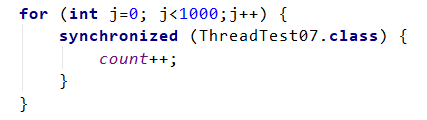 for (int j=0; j<1000;j++) {
    synchronized (ThreadTest07.class) {
        count++;
    }
}